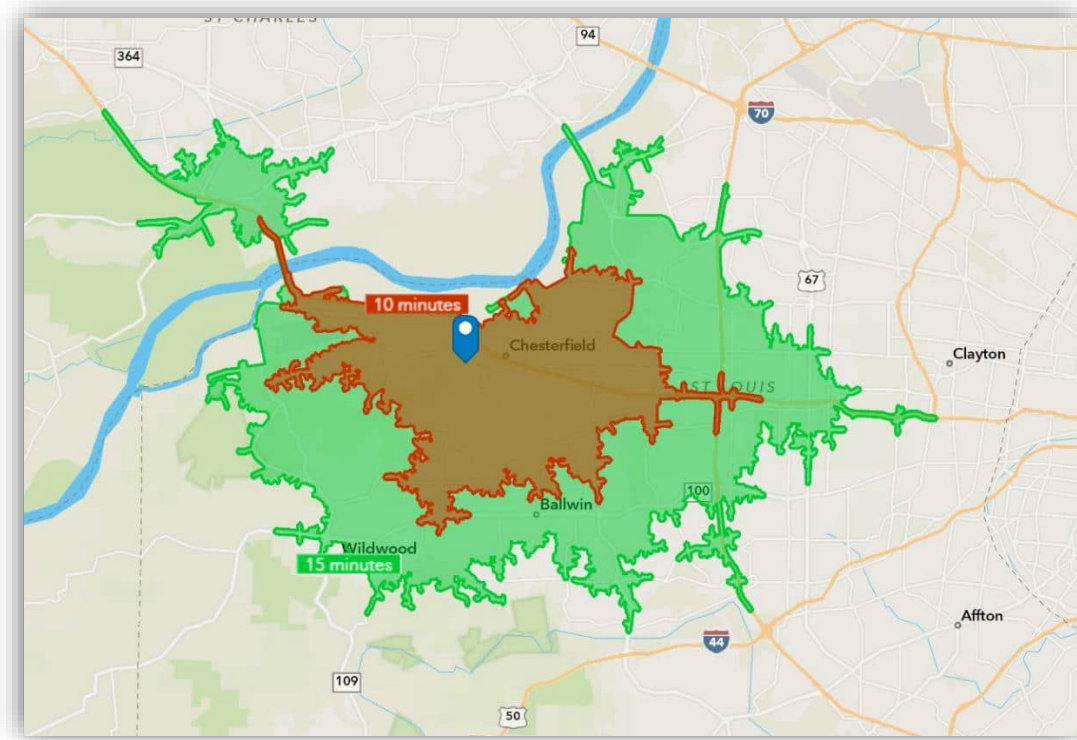 ST CHARLES
94
364
70
67
10 minutes
Chesterfield
Clayton
ST LOUIS
100
Ballwin
Wildwood
15 minutes
Affton
44
109
50